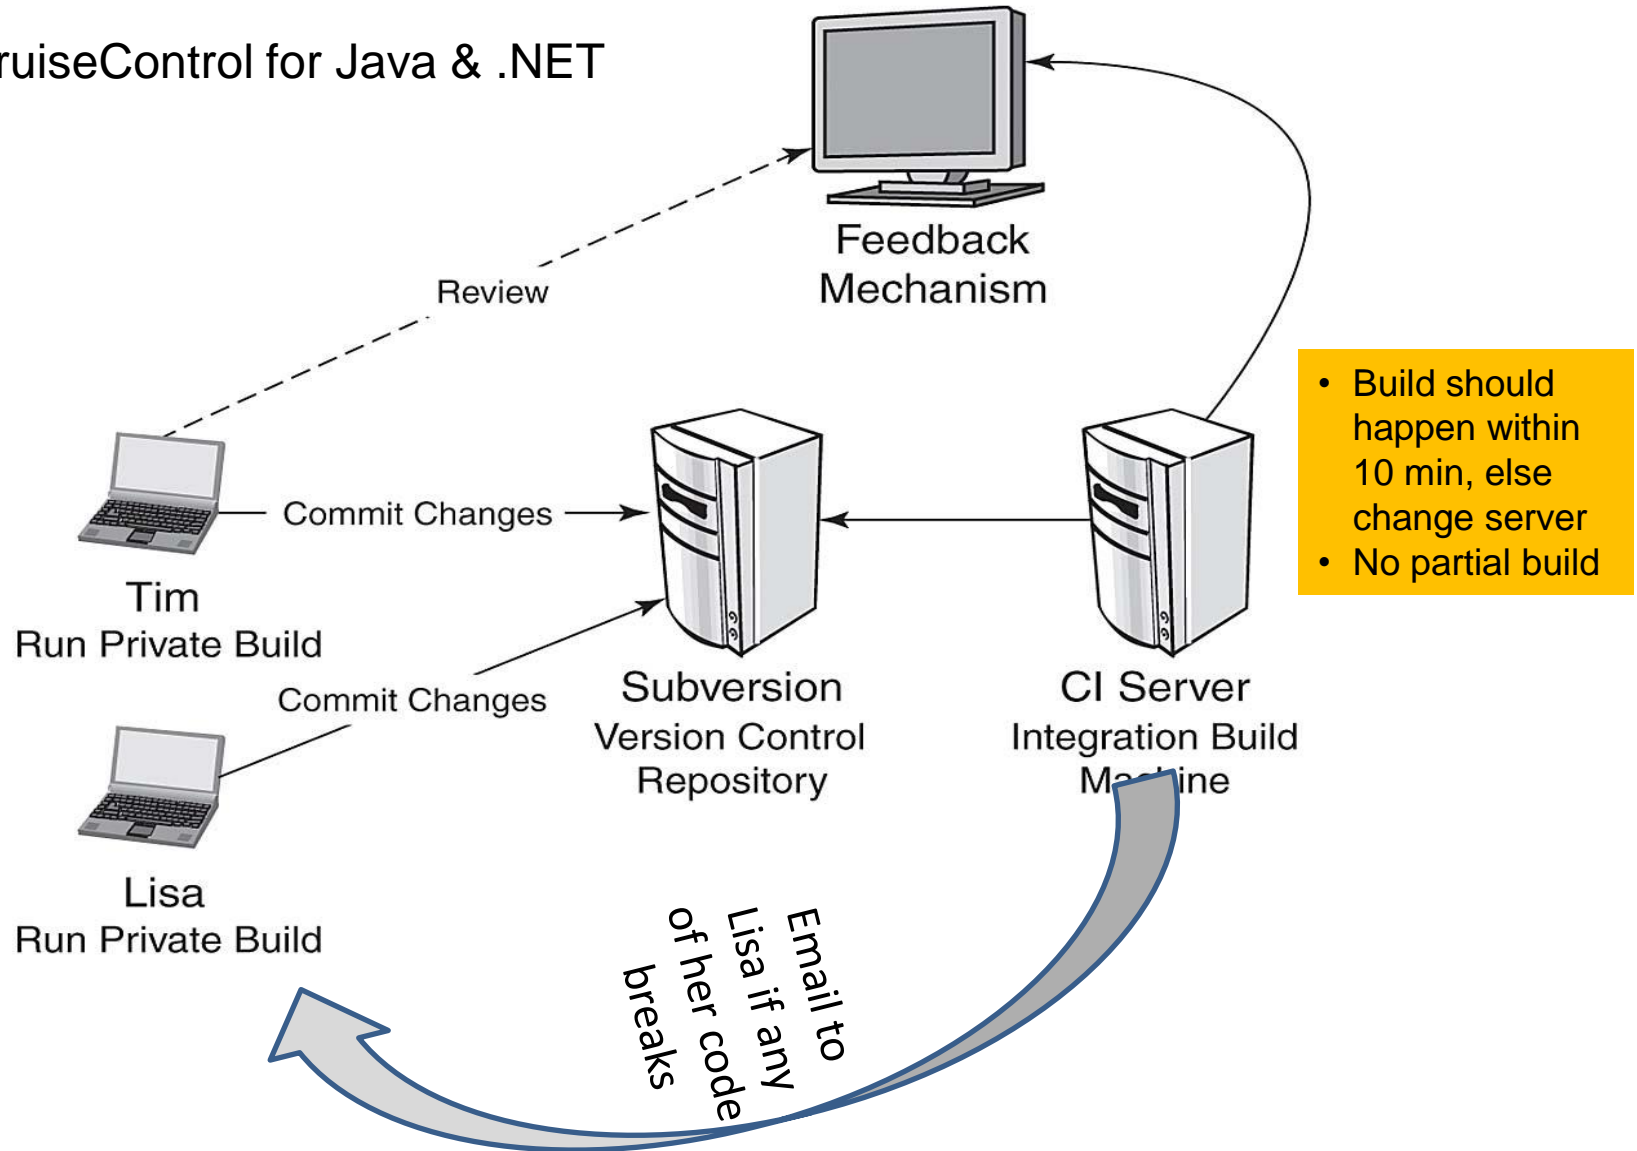 ruiseControl for Java & .NET
Feedback
Mechanism
Review
• Build should
happen within
10 min, else
change server
• No partial build
Commit Changes
Tim
Run Private Build
Commit Changes
Subversion
Version Control
Repository
CI Server
Integration Build
Machine
Lisa
Run Private Build
Email to
Lisa if any
of her code
breaks